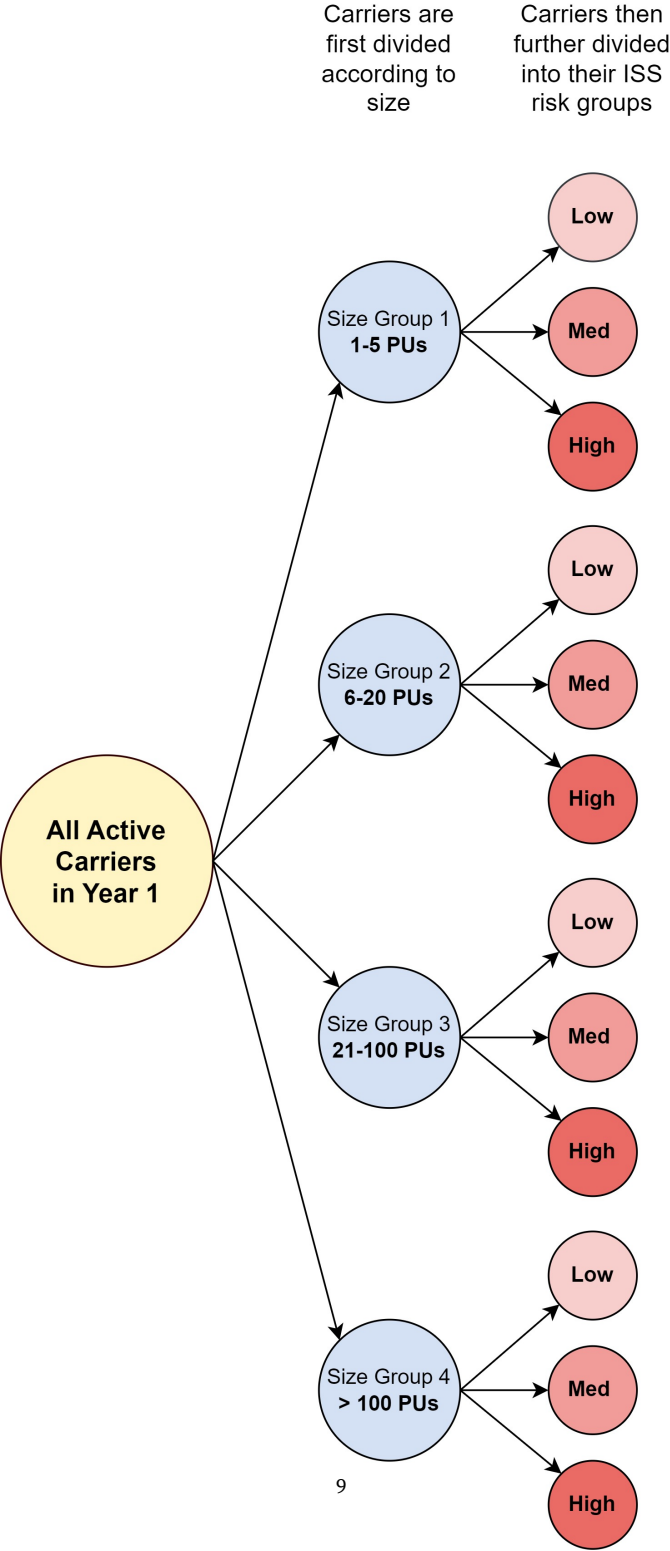 Carriers are
first divided
according to
size
Carriers then
further divided
into their ISS
risk groups
Size Group 1
1-5 PUs
Low
Med
High
Size Group 2
6-20 PUs
Low
Med
High
All Active
Carriers
in Year 1
Size Group 3
21-100 PUs
Low
Med
High
Size Group 4
> 100 PUs
Low
Med
High
9